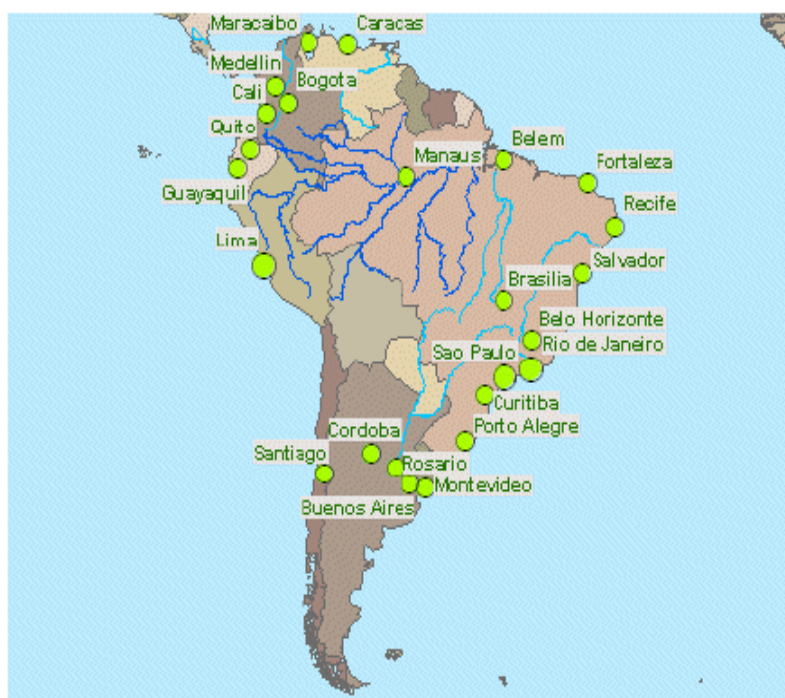 Maracaibo
Caracas
Medellin
Bogota
Cali
Quito
Belem
Manaus
Fortaleza
Guayaquil
Recife
Lima
Salvador
Brasilia
Belo Horizonte
Rio de Janeiro
Sao Paulo
Curitiba
Cordoba
Porto Alegre
Santiago
Rosario
Montevideo
Buenos Aires